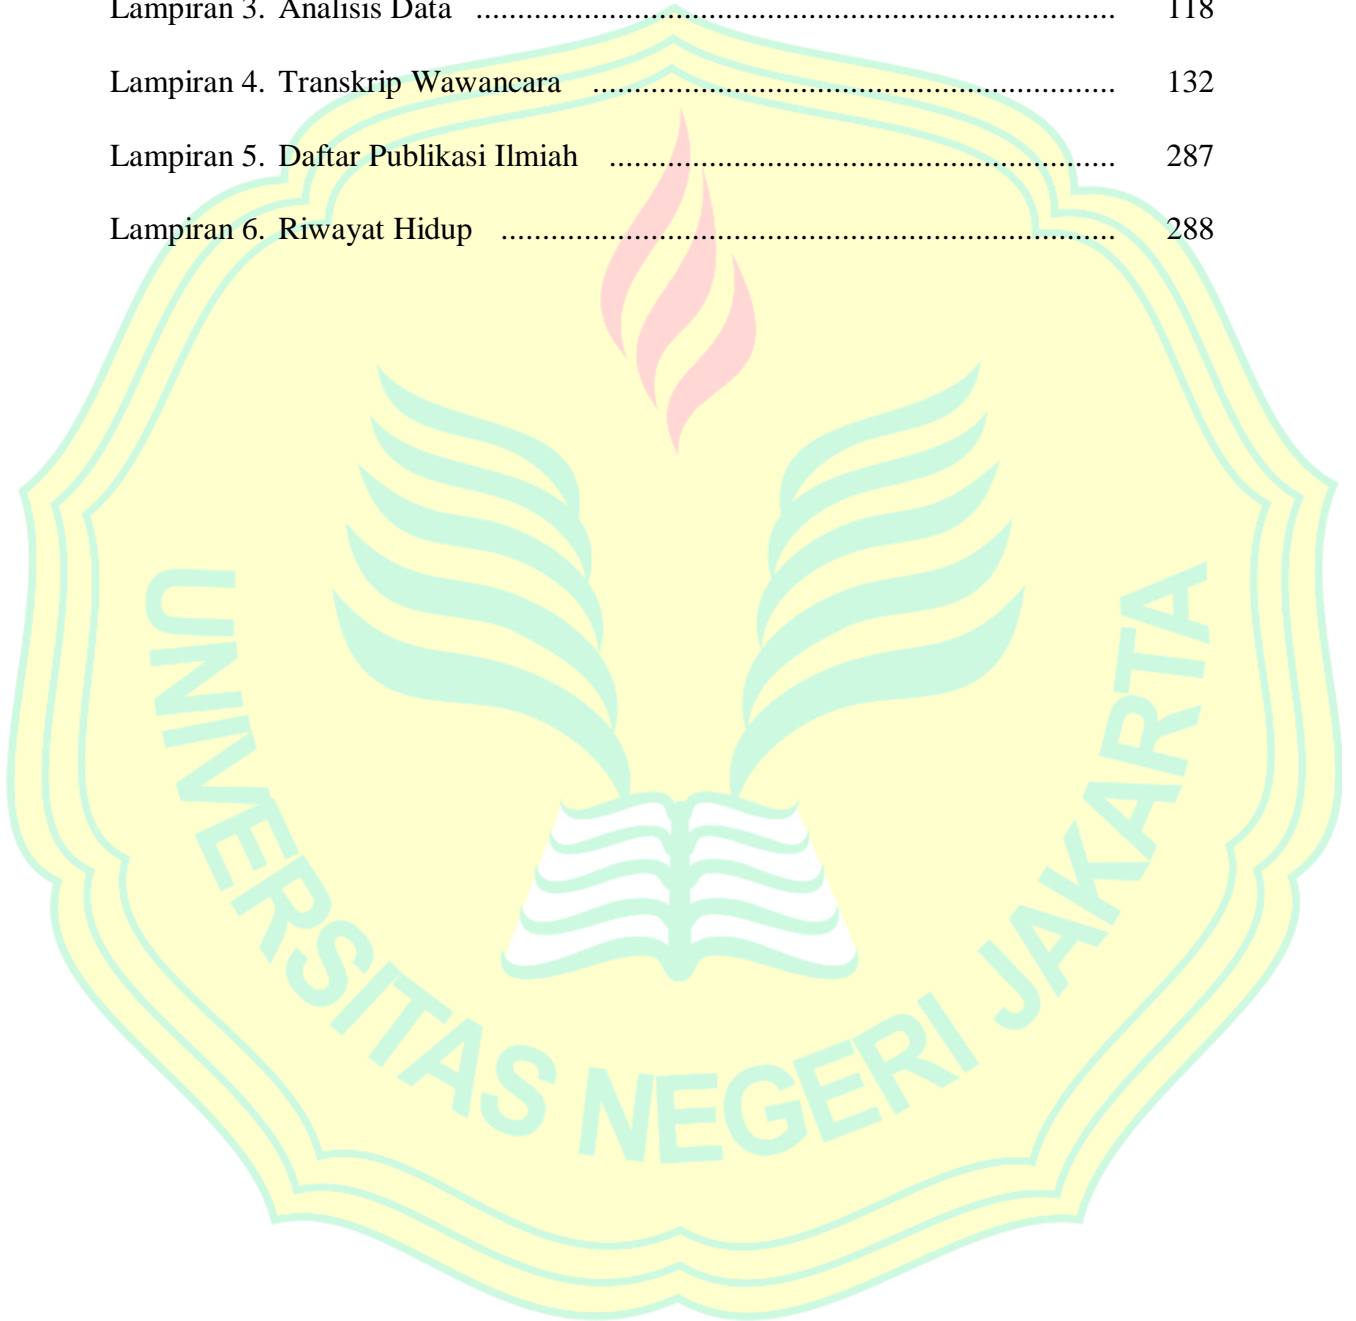 Lampiran 3. Analisis Data ................................................................ 118
Lampiran 4. Transkrip Wawancara .................................................... 132
Lampiran 5. Daftar Publikasi Ilmiah ................................................... 287
Lampiran 6. Riwayat Hidup .............................................................. 288
UNIVERSITAS NEGERI JAKARTA